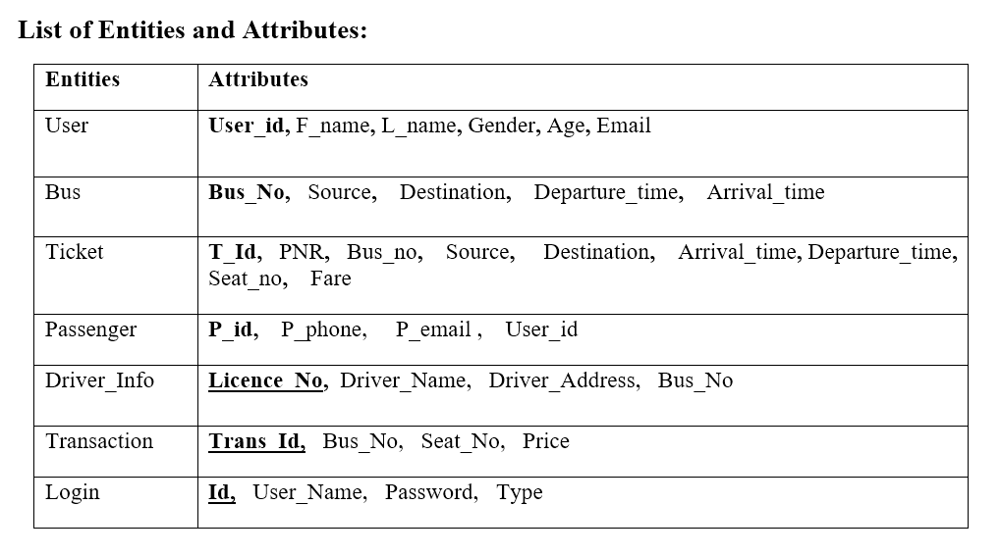 List of Entities and Attributes:
Entities Attributes
User User_id, F_name, L_name, Gender, Age, Email
Bus Bus_No, Source, Destination, Departure_time, Arrival_time
Ticket T_Id, PNR, Bus_no, Source, Destination, Arrival_time, Departure_time,
Seat_no, Fare
Passenger P_id, P_phone, P_email , User_id
Driver_Info Licence_No, Driver_Name, Driver_Address, Bus_No
Transaction Trans_Id, Bus_No, Seat_No, Price
Login Id, User_Name, Password, Type